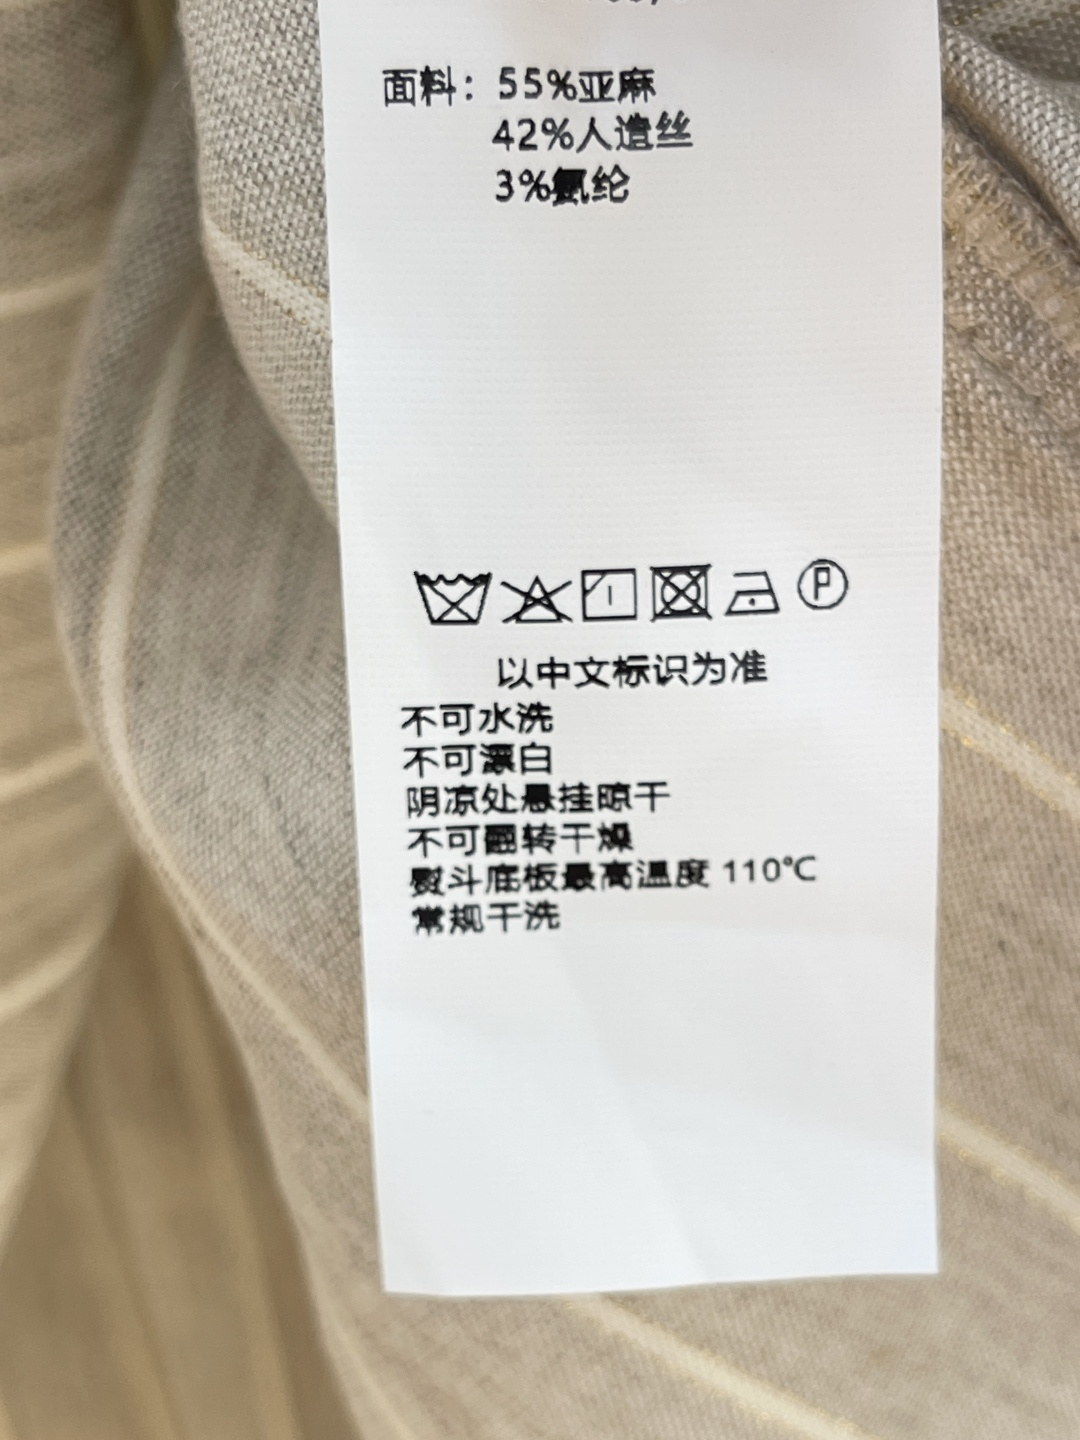 面料：55%亚麻
42%人造丝
3%氨纶
P
以中文标识为准
不可水洗
不可漂白
阴凉处悬挂晾干
不可翻转干燥
熨斗底板最高温度 110℃
常规干洗